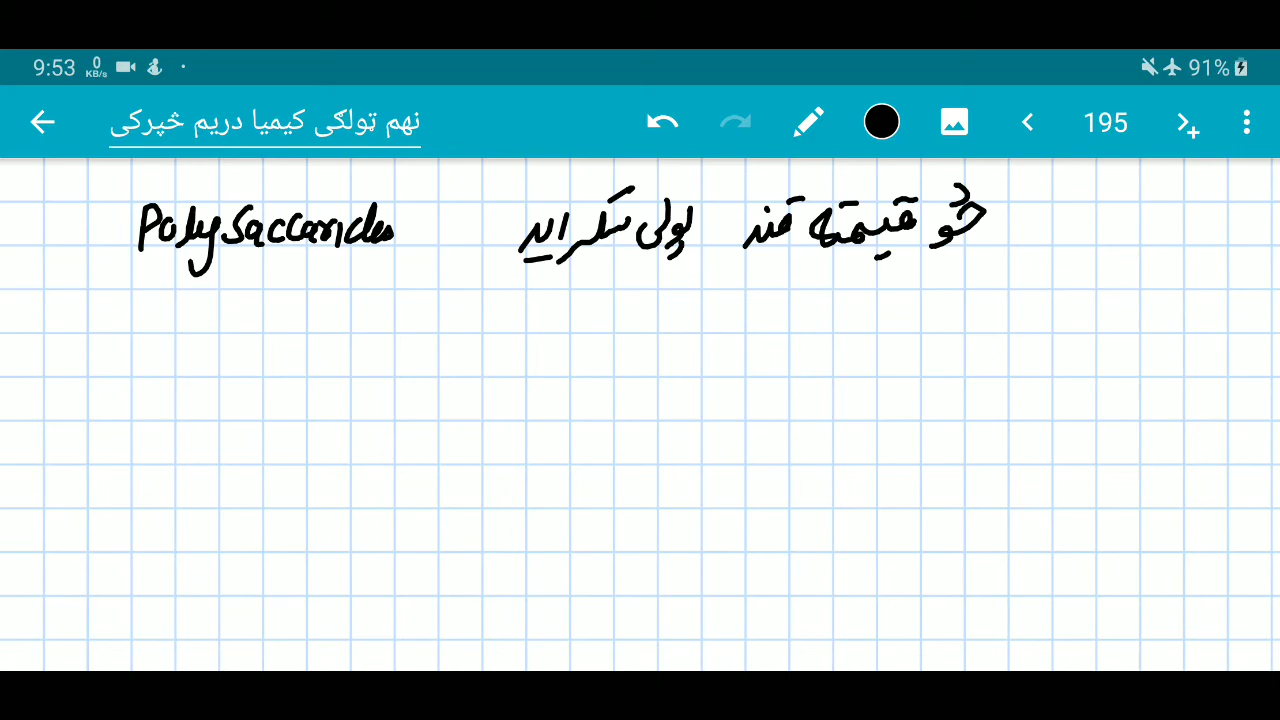 9:53 0 KB/s 91%
نهم ټولګی کیمیا دریم څپرکی 195
څو قیمته قند پولی سکراید Polysaccarides